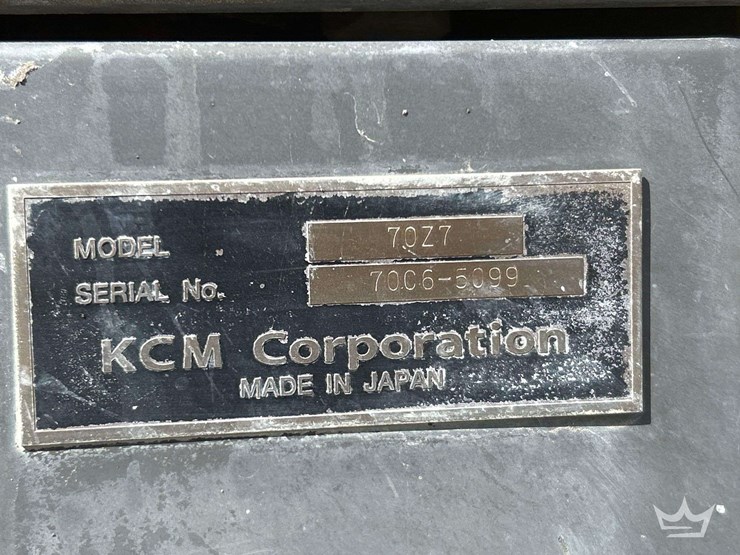 MODEL 70Z7
SERIAL No. 70C6-5099
KCM Corporation
MADE IN JAPAN